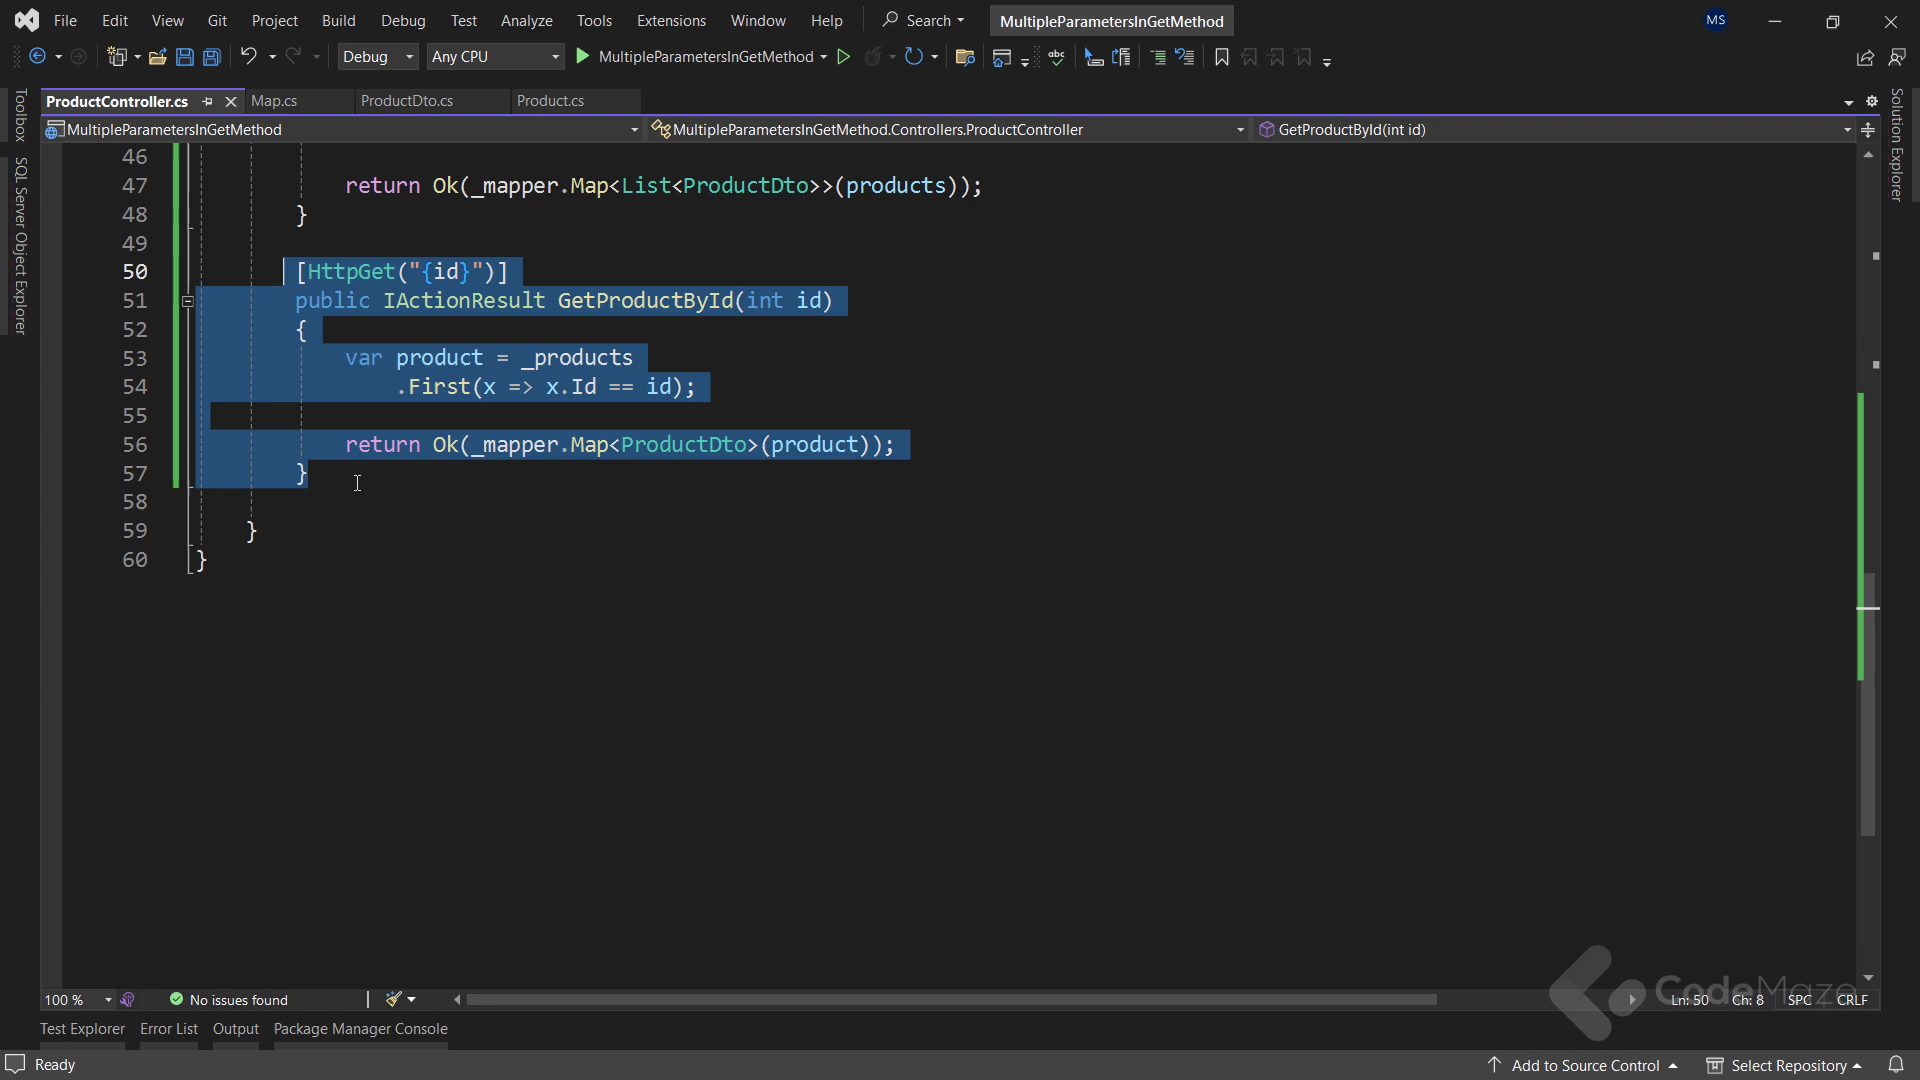 File Edit View Git Project Build Debug Test Analyze Tools Extensions Window Help Search MultipleParametersInGetMethod MS
Debug Any CPU MultipleParametersInGetMethod
Toolbox
SQL Server Object Explorer
Solution Explorer
ProductController.cs Map.cs ProductDto.cs Product.cs
MultipleParametersInGetMethod MultipleParametersInGetMethod.Controllers.ProductController GetProductById(int id)
46
47 return Ok(_mapper.Map<List<ProductDto>>(products));
48 }
49
50 [HttpGet("{id}")]
51 public IActionResult GetProductById(int id)
52 {
53 var product = _products
54 .First(x => x.Id == id);
55
56 return Ok(_mapper.Map<ProductDto>(product));
57 }
58
59 }
60 }
CodeMaze
100 % No issues found Ln: 50 Ch: 8 SPC CRLF
Test Explorer Error List Output Package Manager Console
Ready Add to Source Control Select Repository